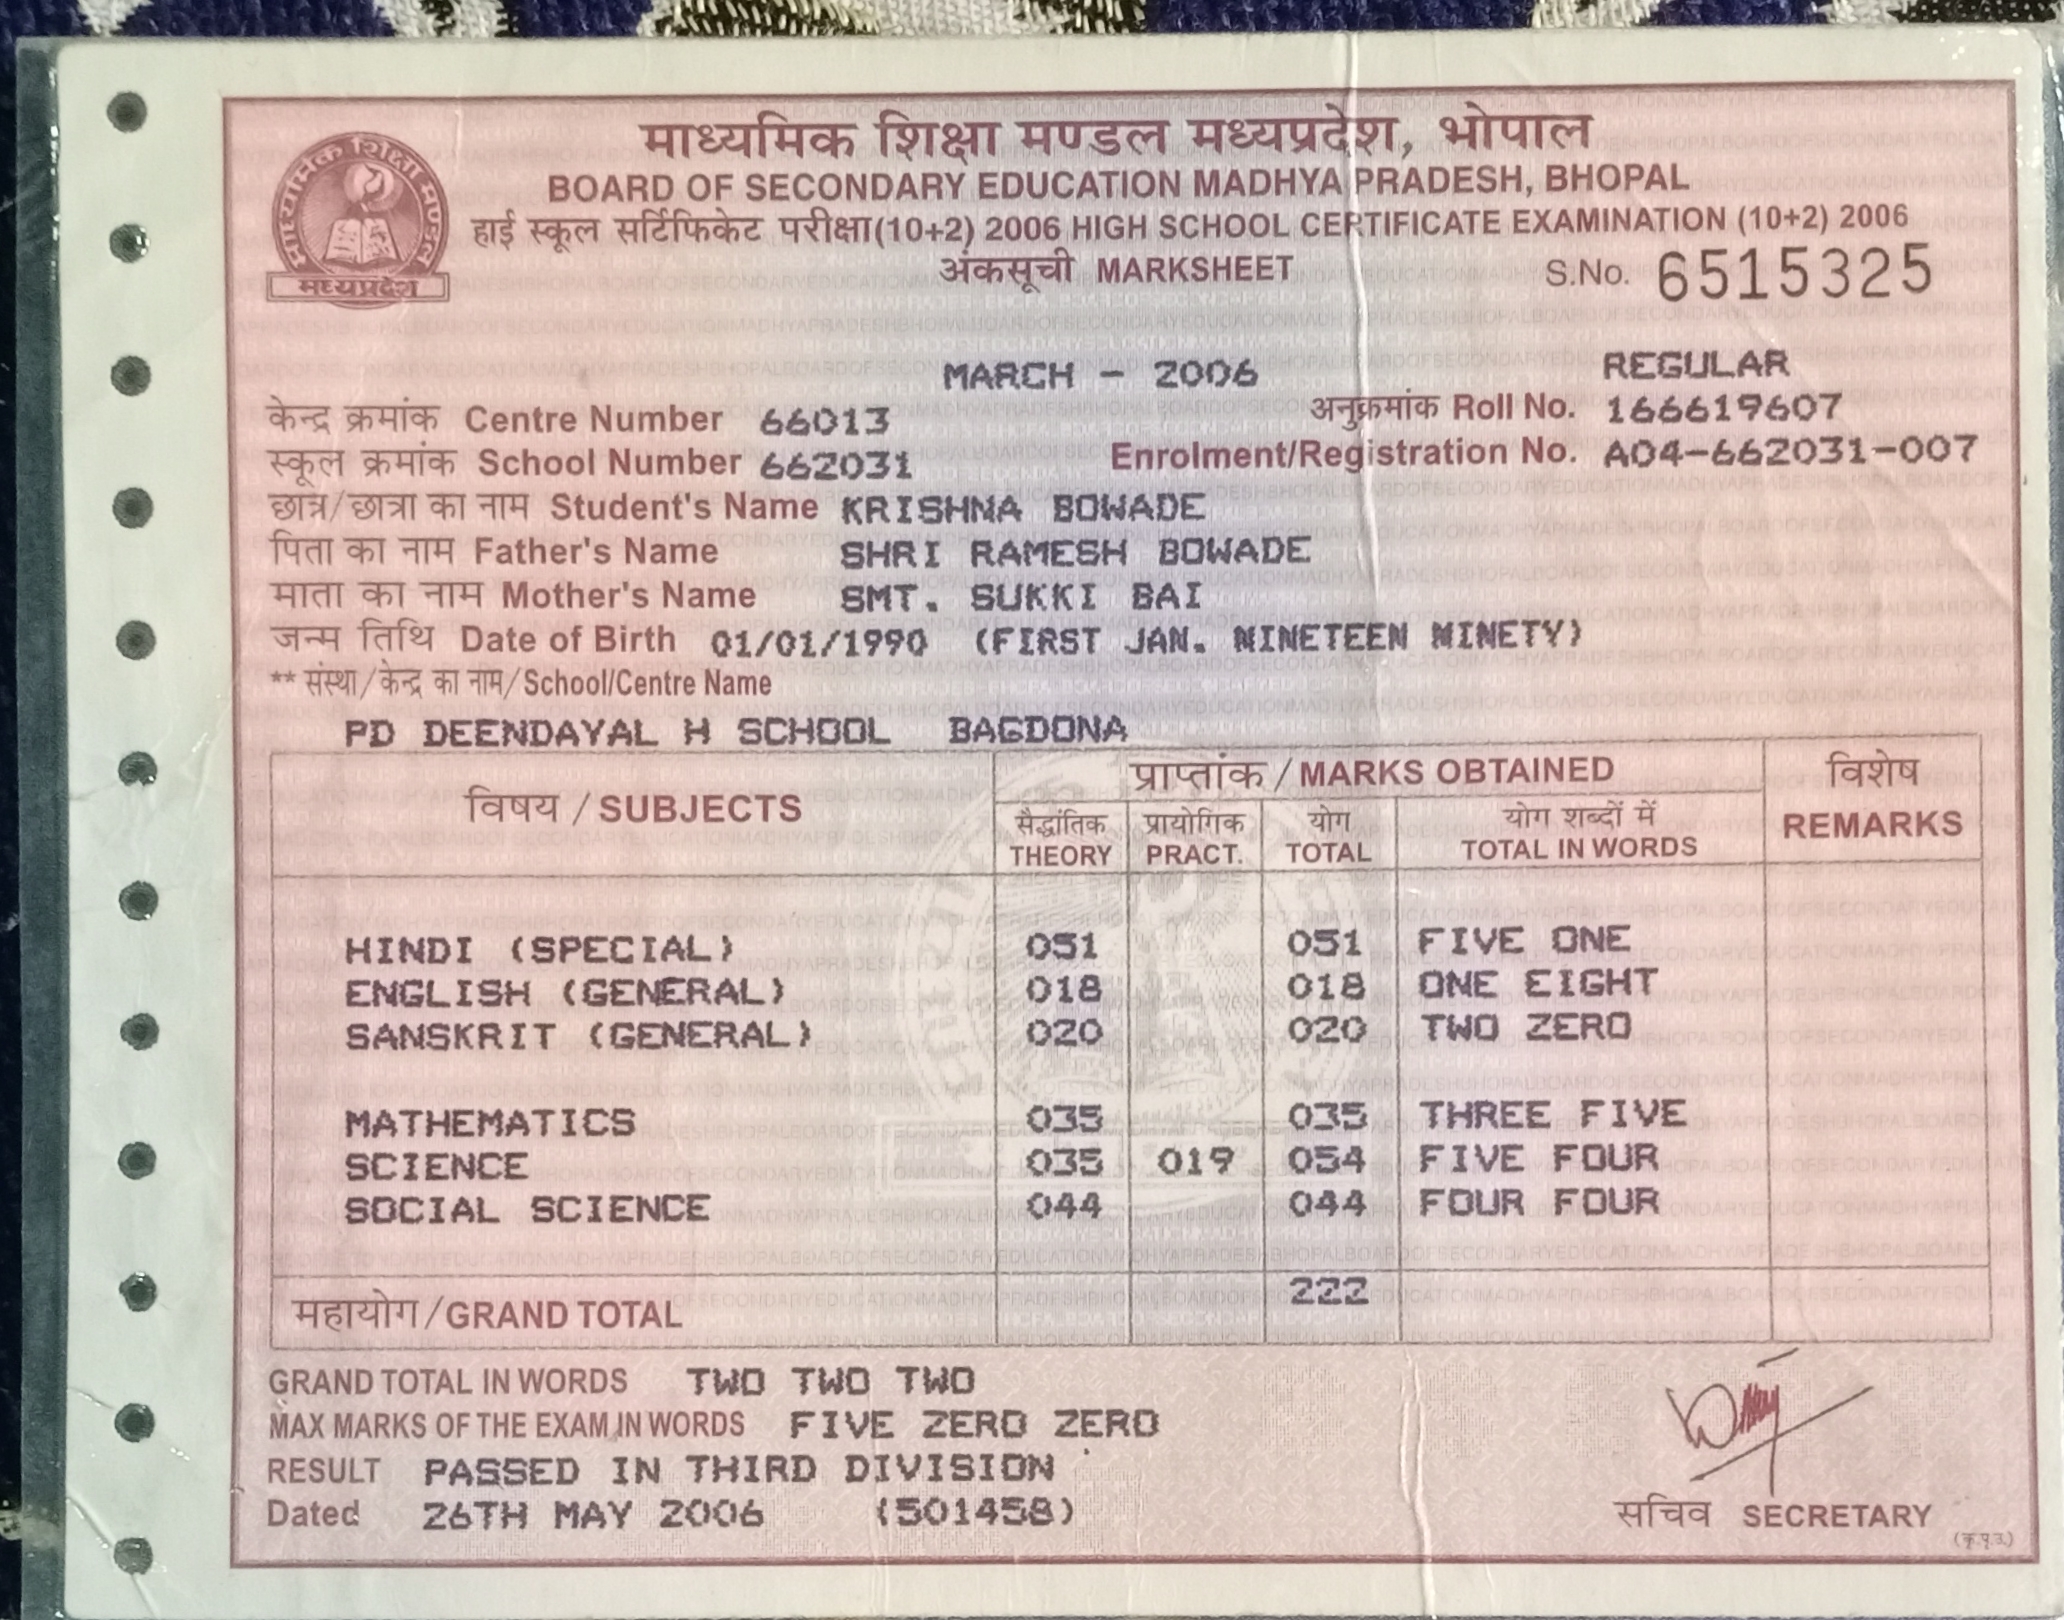 माध्यमिक शिक्षा मण्डल मध्यप्रदेश, भोपाल
BOARD OF SECONDARY EDUCATION MADHYA PRADESH, BHOPAL
हाई स्कूल सर्टिफिकेट परीक्षा(10+2) 2006 HIGH SCHOOL CERTIFICATE EXAMINATION (10+2) 2006
अंकसूची MARKSHEET
S.No. 6515325
माध्यमिक शिक्षा मण्डल
मध्यप्रदेश
MARCH - 2006 REGULAR
केन्द्र क्रमांक Centre Number 66013 अनुक्रमांक Roll No. 166619607
स्कूल क्रमांक School Number 662031 Enrolment/Registration No. A04-662031-007
छात्र/छात्रा का नाम Student's Name KRISHNA BOWADE
पिता का नाम Father's Name SHRI RAMESH BOWADE
माता का नाम Mother's Name SMT. SUKKI BAI
जन्म तिथि Date of Birth 01/01/1990 (FIRST JAN. NINETEEN NINETY)
** संस्था/केन्द्र का नाम/School/Centre Name
PD DEENDAYAL H SCHOOL BAGDONA
विषय / SUBJECTS प्राप्तांक / MARKS OBTAINED विशेष REMARKS
सैद्धांतिक THEORY प्रायोगिक PRACT. योग TOTAL योग शब्दों में TOTAL IN WORDS
HINDI (SPECIAL) 051 051 FIVE ONE
ENGLISH (GENERAL) 018 018 ONE EIGHT
SANSKRIT (GENERAL) 020 020 TWO ZERO
MATHEMATICS 035 035 THREE FIVE
SCIENCE 035 019 054 FIVE FOUR
SOCIAL SCIENCE 044 044 FOUR FOUR
महायोग/GRAND TOTAL 222
GRAND TOTAL IN WORDS TWO TWO TWO
MAX MARKS OF THE EXAM IN WORDS FIVE ZERO ZERO
RESULT PASSED IN THIRD DIVISION
Dated 26TH MAY 2006 (501458)
सचिव SECRETARY